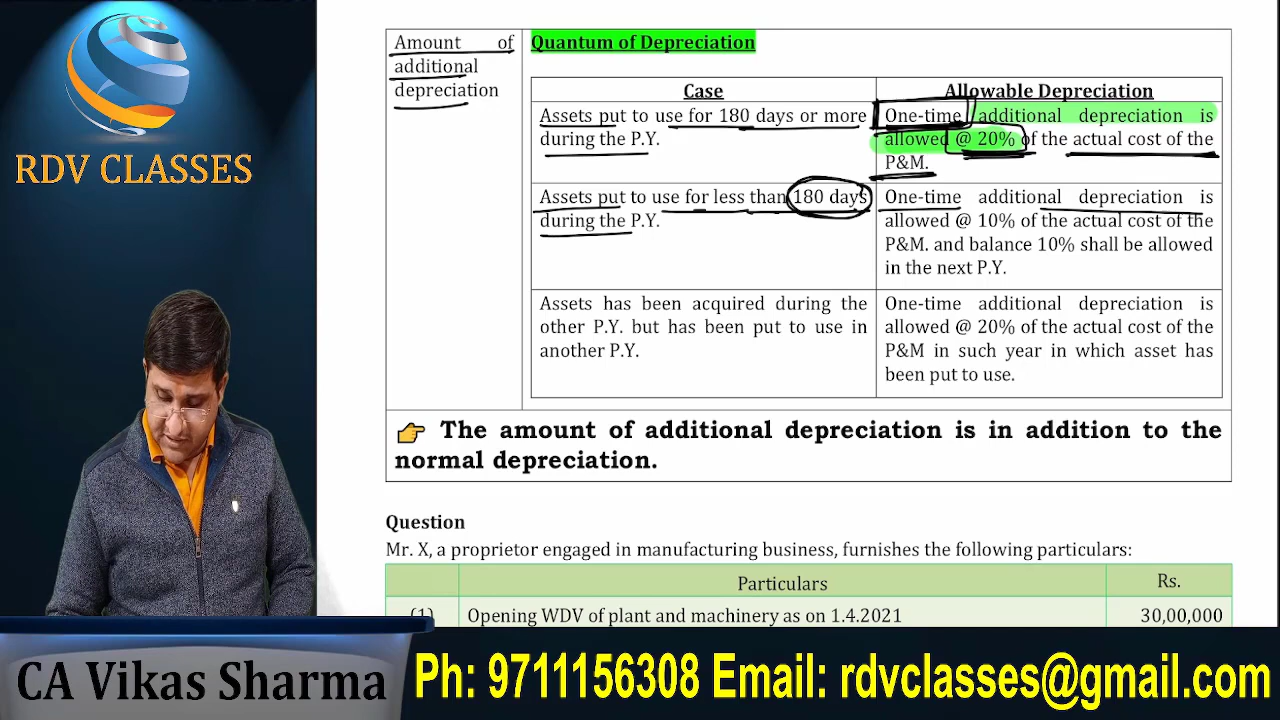 RDV CLASSES
Amount of
additional
depreciation
Quantum of Depreciation
Case
Allowable Depreciation
Assets put to use for 180 days or more
during the P.Y.
One-time additional depreciation is
allowed @ 20% of the actual cost of the
P&M.
Assets put to use for less than 180 days
during the P.Y.
One-time additional depreciation is
allowed @ 10% of the actual cost of the
P&M. and balance 10% shall be allowed
in the next P.Y.
Assets has been acquired during the
other P.Y. but has been put to use in
another P.Y.
One-time additional depreciation is
allowed @ 20% of the actual cost of the
P&M in such year in which asset has
been put to use.
👉 The amount of additional depreciation is in addition to the
normal depreciation.
Question
Mr. X, a proprietor engaged in manufacturing business, furnishes the following particulars:
Particulars
Rs.
(1)
Opening WDV of plant and machinery as on 1.4.2021
30,00,000
CA Vikas Sharma
Ph: 9711156308 Email: rdvclasses@gmail.com